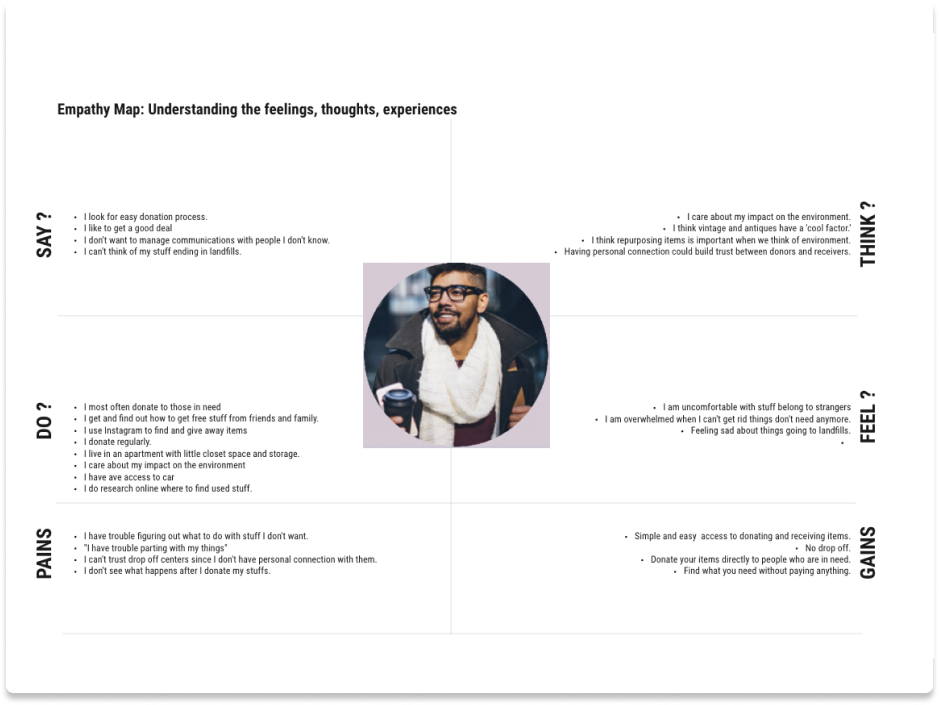 Empathy Map: Understanding the feelings, thoughts, experiences
SAY ?
• I look for easy donation process.
• I like to get a good deal
• I don't want to manage communications with people I don't know.
• I can't think of my stuff ending in landfills.
THINK ?
• I care about my impact on the environment.
• I think vintage and antiques have a 'cool factor.'
• I think repurposing items is important when we think of environment.
• Having personal connection could build trust between donors and receivers.
DO ?
• I most often donate to those in need
• I get and find out how to get free stuff from friends and family.
• I use Instagram to find and give away items
• I donate regularly.
• I live in an apartment with little closet space and storage.
• I care about my impact on the environment
• I have ave access to car
• I do research online where to find used stuff.
FEEL ?
• I am uncomfortable with stuff belong to strangers
• I am overwhelmed when I can't get rid things don't need anymore.
• Feeling sad about things going to landfills.
•
PAINS
• I have trouble figuring out what to do with stuff I don't want.
• "I have trouble parting with my things"
• I can't trust drop off centers since I don't have personal connection with them.
• I don't see what happens after I donate my stuffs.
GAINS
• Simple and easy access to donating and receiving items.
• No drop off.
• Donate your items directly to people who are in need.
• Find what you need without paying anything.